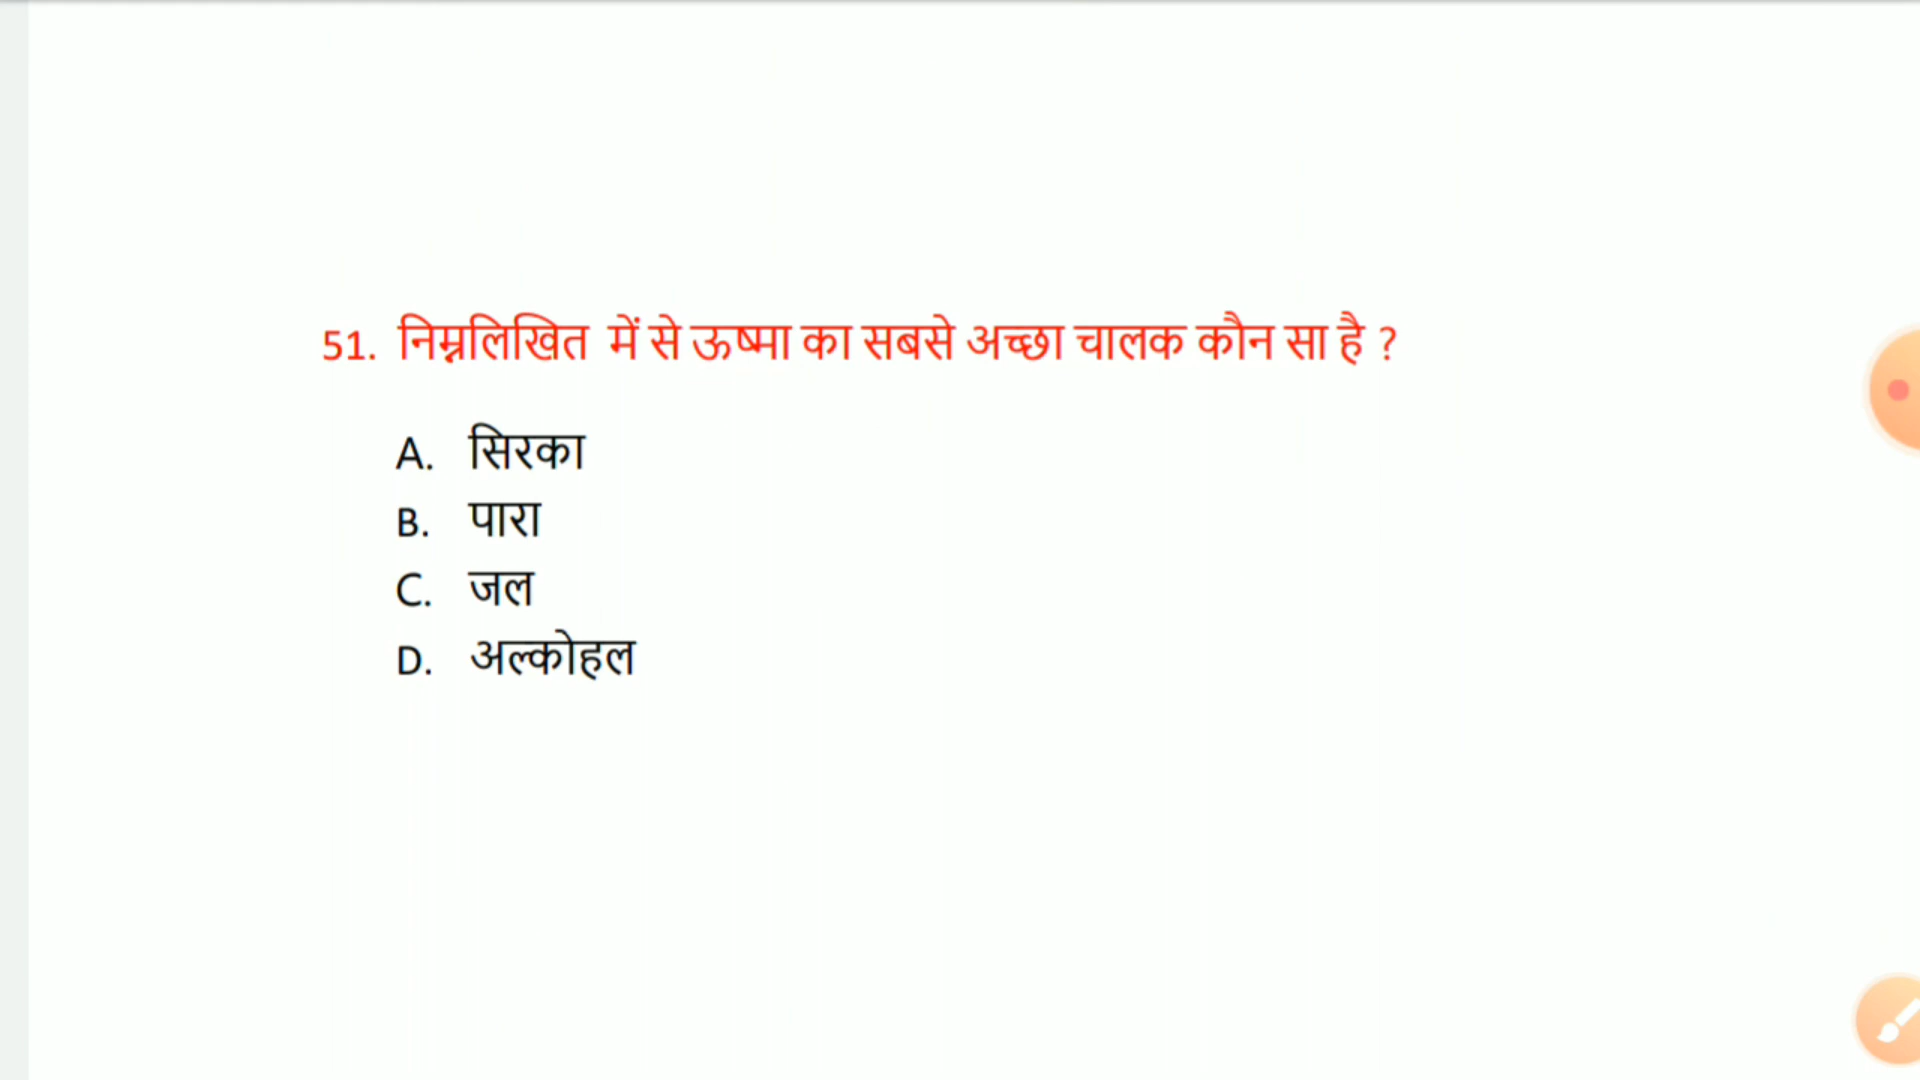 51. निम्नलिखित में से ऊष्मा का सबसे अच्छा चालक कौन सा है ?
A. सिरका
B. पारा
C. जल
D. अल्कोहल